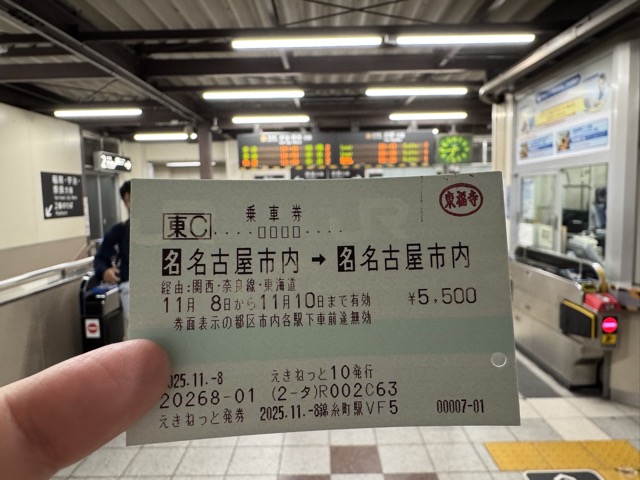 東C
乗車券
東福寺
名 名古屋市内 → 名 名古屋市内
経由:関西・奈良線・東海道
11月 8日から11月10日まで有効 ¥5,500
券面表示の都区市内各駅下車前途無効
2025.11.-8 えきねっと10発行
20268-01 (2-タ)R002C63
えきねっと発券 2025.11.-8錦糸町駅VF5 00007-01